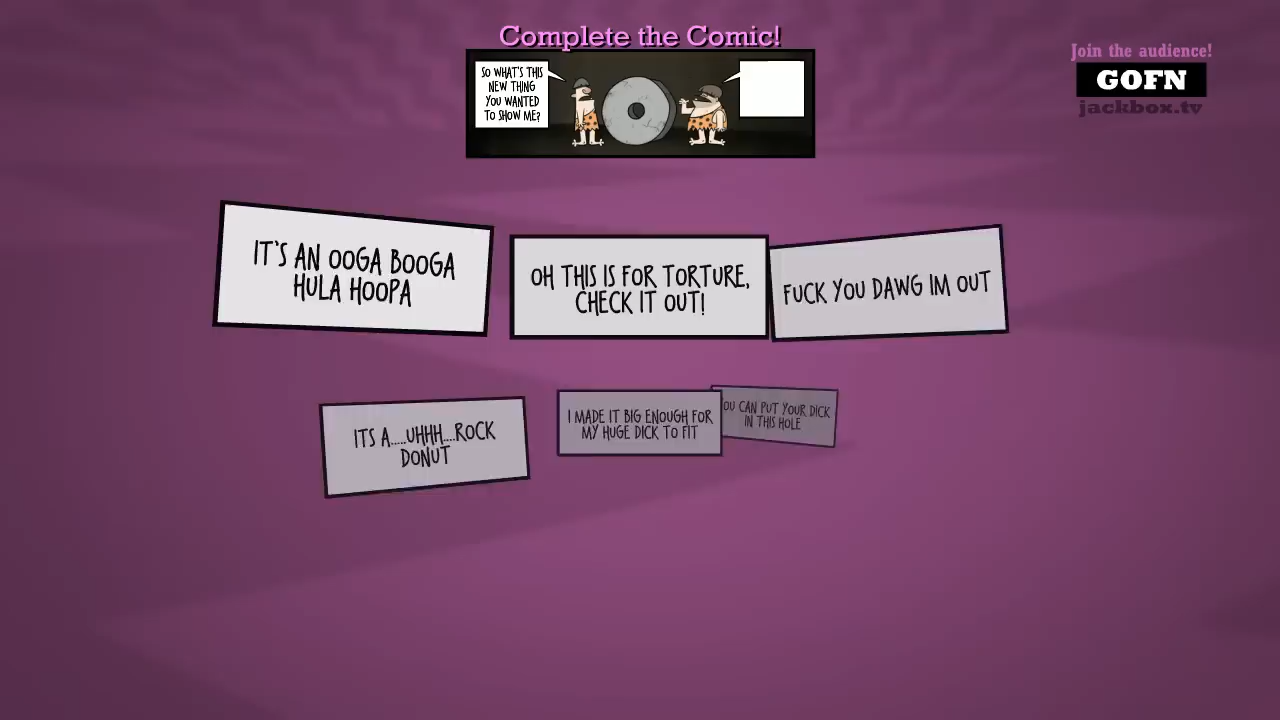 Complete the Comic!
SO WHAT'S THIS
NEW THING
YOU WANTED
TO SHOW ME?
Join the audience!
GOFN
jackbox.tv
IT'S AN OOGA BOOGA
HULA HOOPA
OH THIS IS FOR TORTURE,
CHECK IT OUT!
FUCK YOU DAWG IM OUT
ITS A.....UHHH....ROCK
DONUT
I MADE IT BIG ENOUGH FOR
MY HUGE DICK TO FIT
OU CAN PUT YOUR DICK
IN THIS HOLE